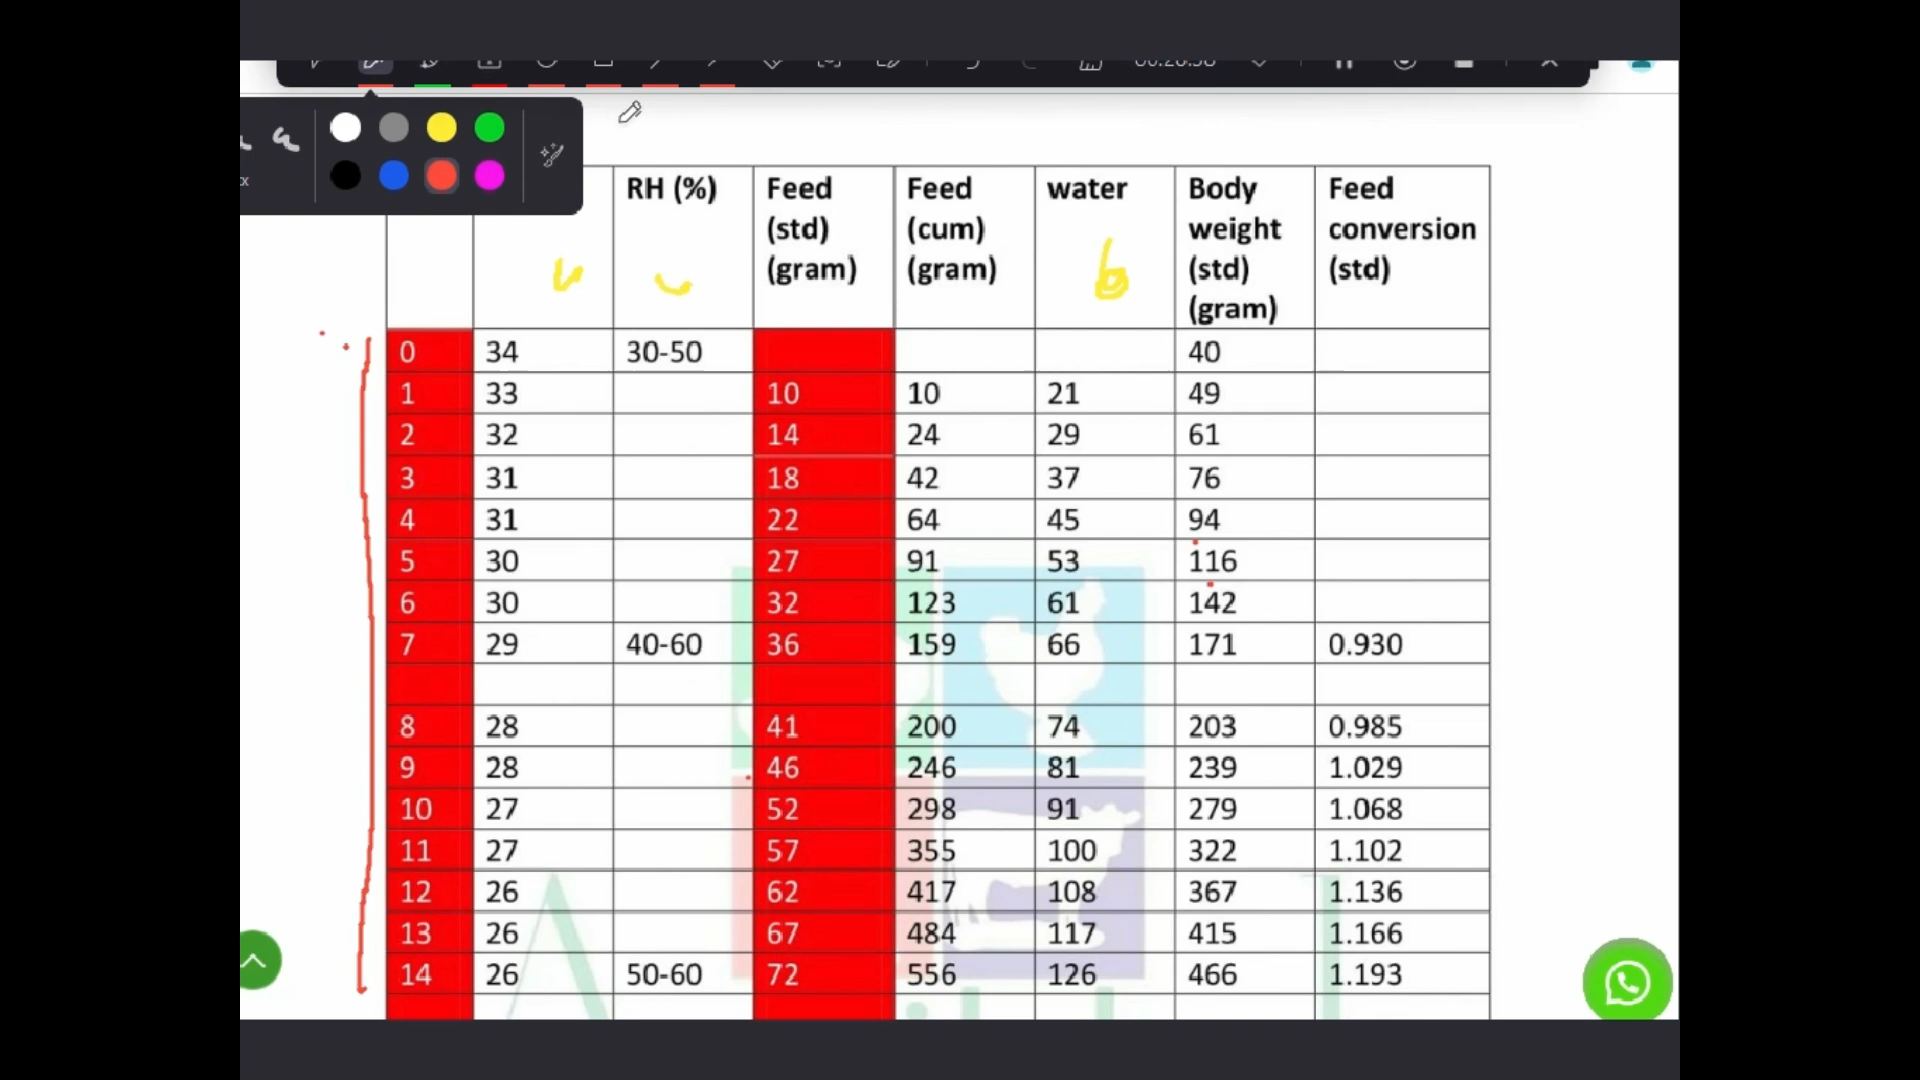 RH (%) Feed (std) (gram) Feed (cum) (gram) water Body weight (std) (gram) Feed conversion (std)
0 34 30-50 40
1 33 10 10 21 49
2 32 14 24 29 61
3 31 18 42 37 76
4 31 22 64 45 94
5 30 27 91 53 116
6 30 32 123 61 142
7 29 40-60 36 159 66 171 0.930
8 28 41 200 74 203 0.985
9 28 46 246 81 239 1.029
10 27 52 298 91 279 1.068
11 27 57 355 100 322 1.102
12 26 62 417 108 367 1.136
13 26 67 484 117 415 1.166
14 26 50-60 72 556 126 466 1.193